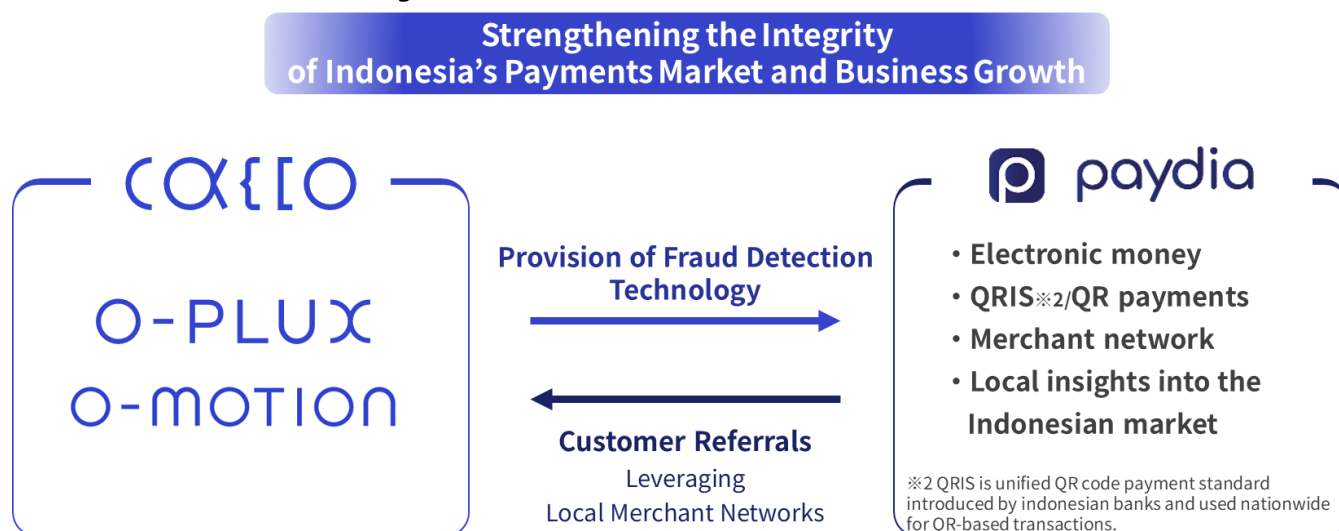 Strengthening the Integrity
of Indonesia's Payments Market and Business Growth
O-PLUX
O-MOTION
Provision of Fraud Detection
Technology
Customer Referrals
Leveraging
Local Merchant Networks
paydia
・Electronic money
・QRIS※2/QR payments
・Merchant network
・Local insights into the
Indonesian market
※2 QRIS is unified QR code payment standard
introduced by indonesian banks and used nationwide
for QR-based transactions.